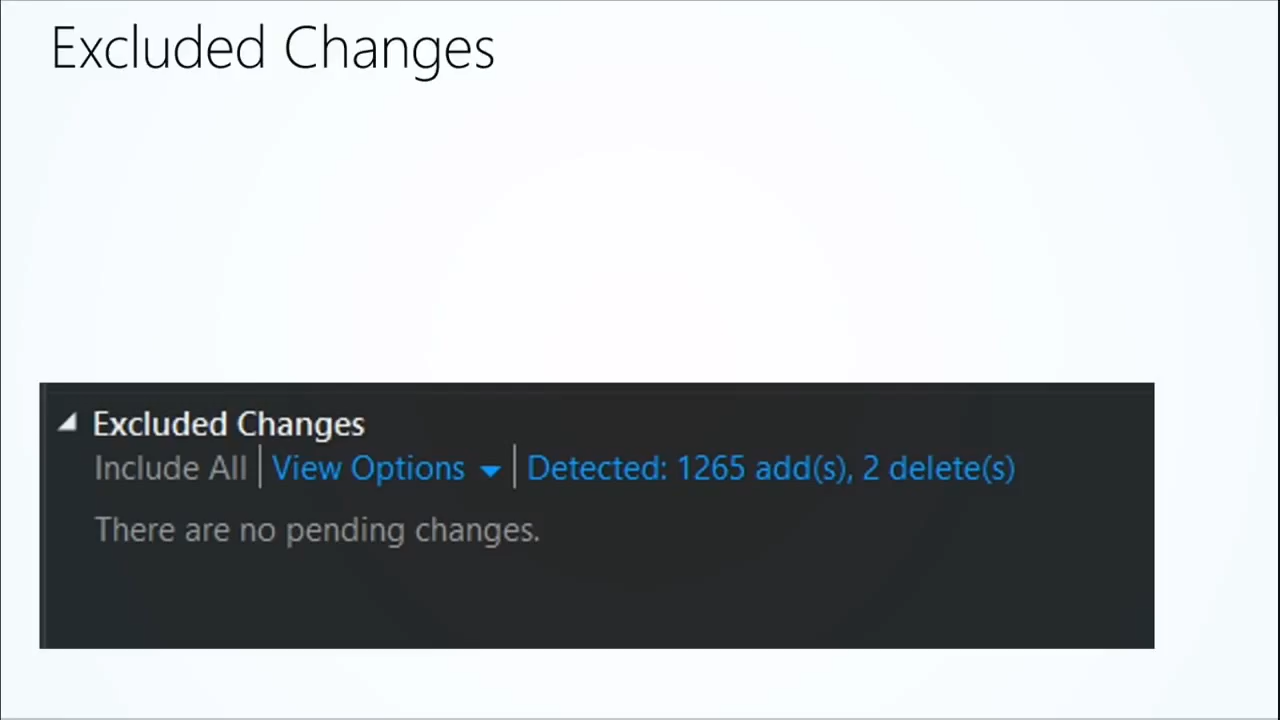 Excluded Changes
Excluded Changes
Include All | View Options | Detected: 1265 add(s), 2 delete(s)
There are no pending changes.